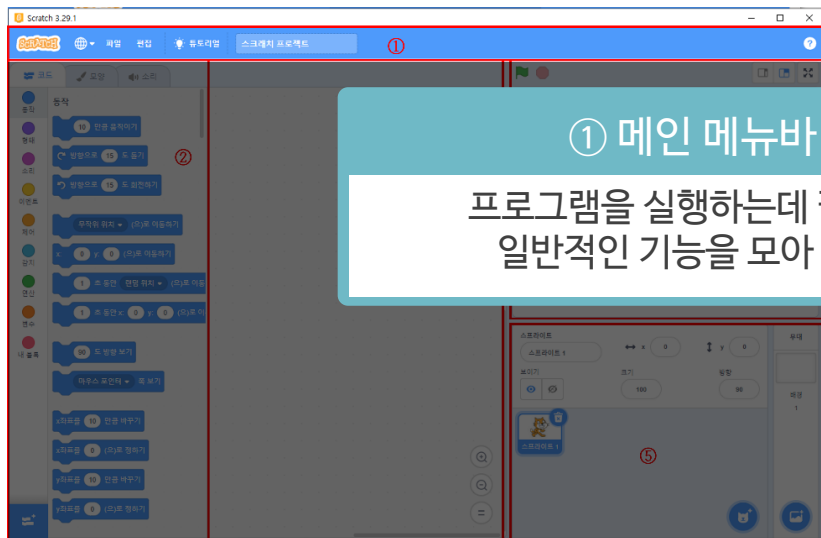 Scratch 3.29.1
SCRATCH
파일 편집 튜토리얼 스크래치 프로젝트 ①
코드 모양 소리
동작
동작
10 만큼 움직이기
형태
방향으로 15 도 돌기
②
소리
방향으로 15 도 회전하기
이벤트
제어
무작위 위치 (으)로 이동하기
감지
x 0 y 0 (으)로 이동하기
연산
1 초 동안 랜덤 위치 (으)로 이동
변수
1 초 동안 x: 0 y: 0 (으)로 이
내 블록
90 도 방향 보기
마우스 포인터 쪽 보기
x좌표를 10 만큼 바꾸기
x좌표를 0 (으)로 정하기
y좌표를 10 만큼 바꾸기
y좌표를 0 (으)로 정하기
① 메인 메뉴바
프로그램을 실행하는데
일반적인 기능을 모아
스프라이트
스프라이트 1
x 0
y 0
보이기
크기
100
방향
90
스프라이트 1
⑤
무대
배경
1